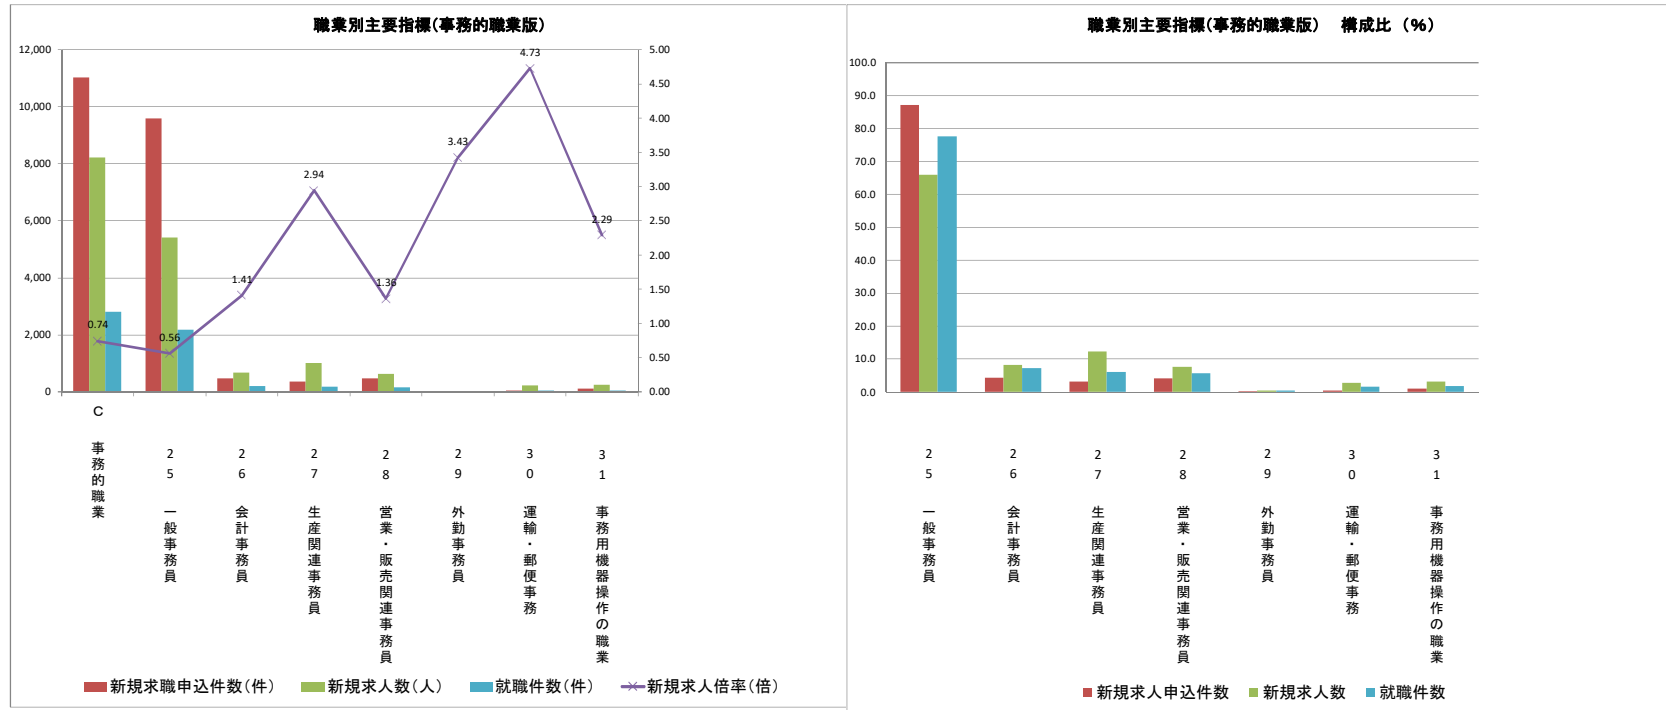 職業別主要指標(事務的職業版)
12,000
10,000
8,000
6,000
4,000
2,000
0
5.00
4.50
4.00
3.50
3.00
2.50
2.00
1.50
1.00
0.50
0.00
0.74
0.56
1.41
2.94
1.36
3.43
4.73
2.29
C 事務的職業
25 一般事務員
26 会計事務員
27 生産関連事務員
28 営業・販売関連事務員
29 外勤事務員
30 運輸・郵便事務
31 事務用機器操作の職業
新規求職申込件数(件) 新規求人数(人) 就職件数(件) 新規求人倍率(倍)
職業別主要指標(事務的職業版) 構成比 (%)
100.0
90.0
80.0
70.0
60.0
50.0
40.0
30.0
20.0
10.0
0.0
25 一般事務員
26 会計事務員
27 生産関連事務員
28 営業・販売関連事務員
29 外勤事務員
30 運輸・郵便事務
31 事務用機器操作の職業
新規求人申込件数 新規求人数 就職件数